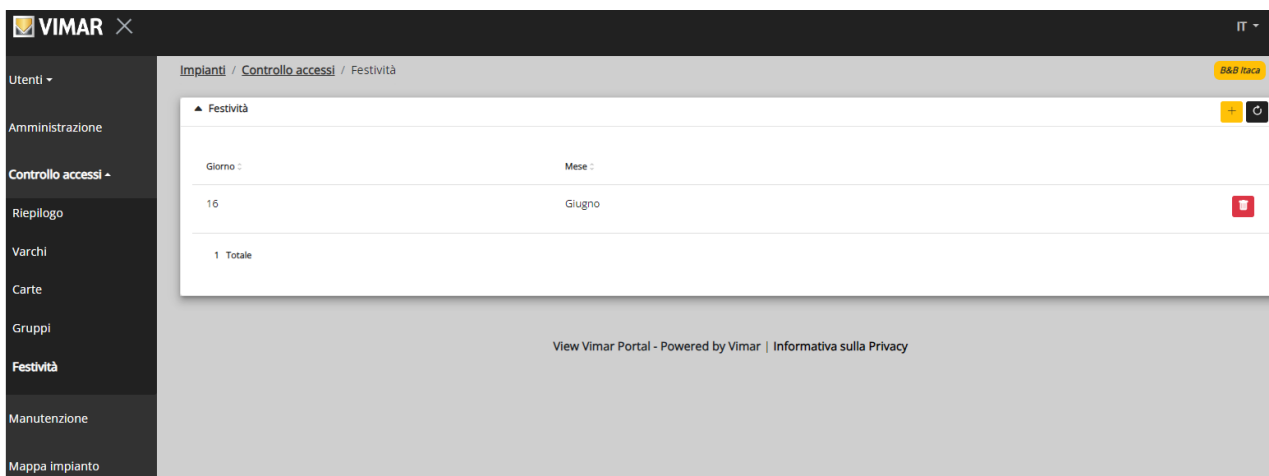 VIMAR
IT
Utenti
Amministrazione
Controllo accessi
Riepilogo
Varchi
Carte
Gruppi
Festività
Manutenzione
Mappa impianto
Impianti / Controllo accessi / Festività
B&B Itaca
Festività
Giorno Mese
16 Giugno
1 Totale
View Vimar Portal - Powered by Vimar | Informativa sulla Privacy